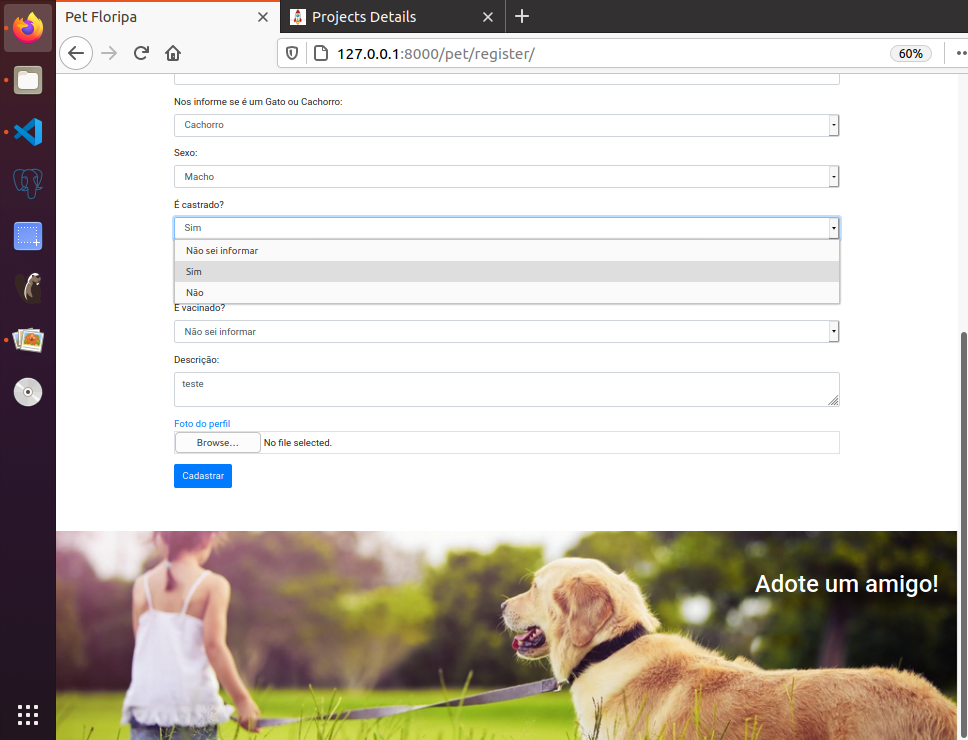 Pet Floripa
Projects Details
127.0.0.1:8000/pet/register/
60%
Nos informe se é um Gato ou Cachorro:
Cachorro
Sexo:
Macho
É castrado?
Sim
Não sei informar
Sim
Não
É vacinado?
Não sei informar
Descrição:
teste
Foto do perfil
Browse...
No file selected.
Cadastrar
Adote um amigo!